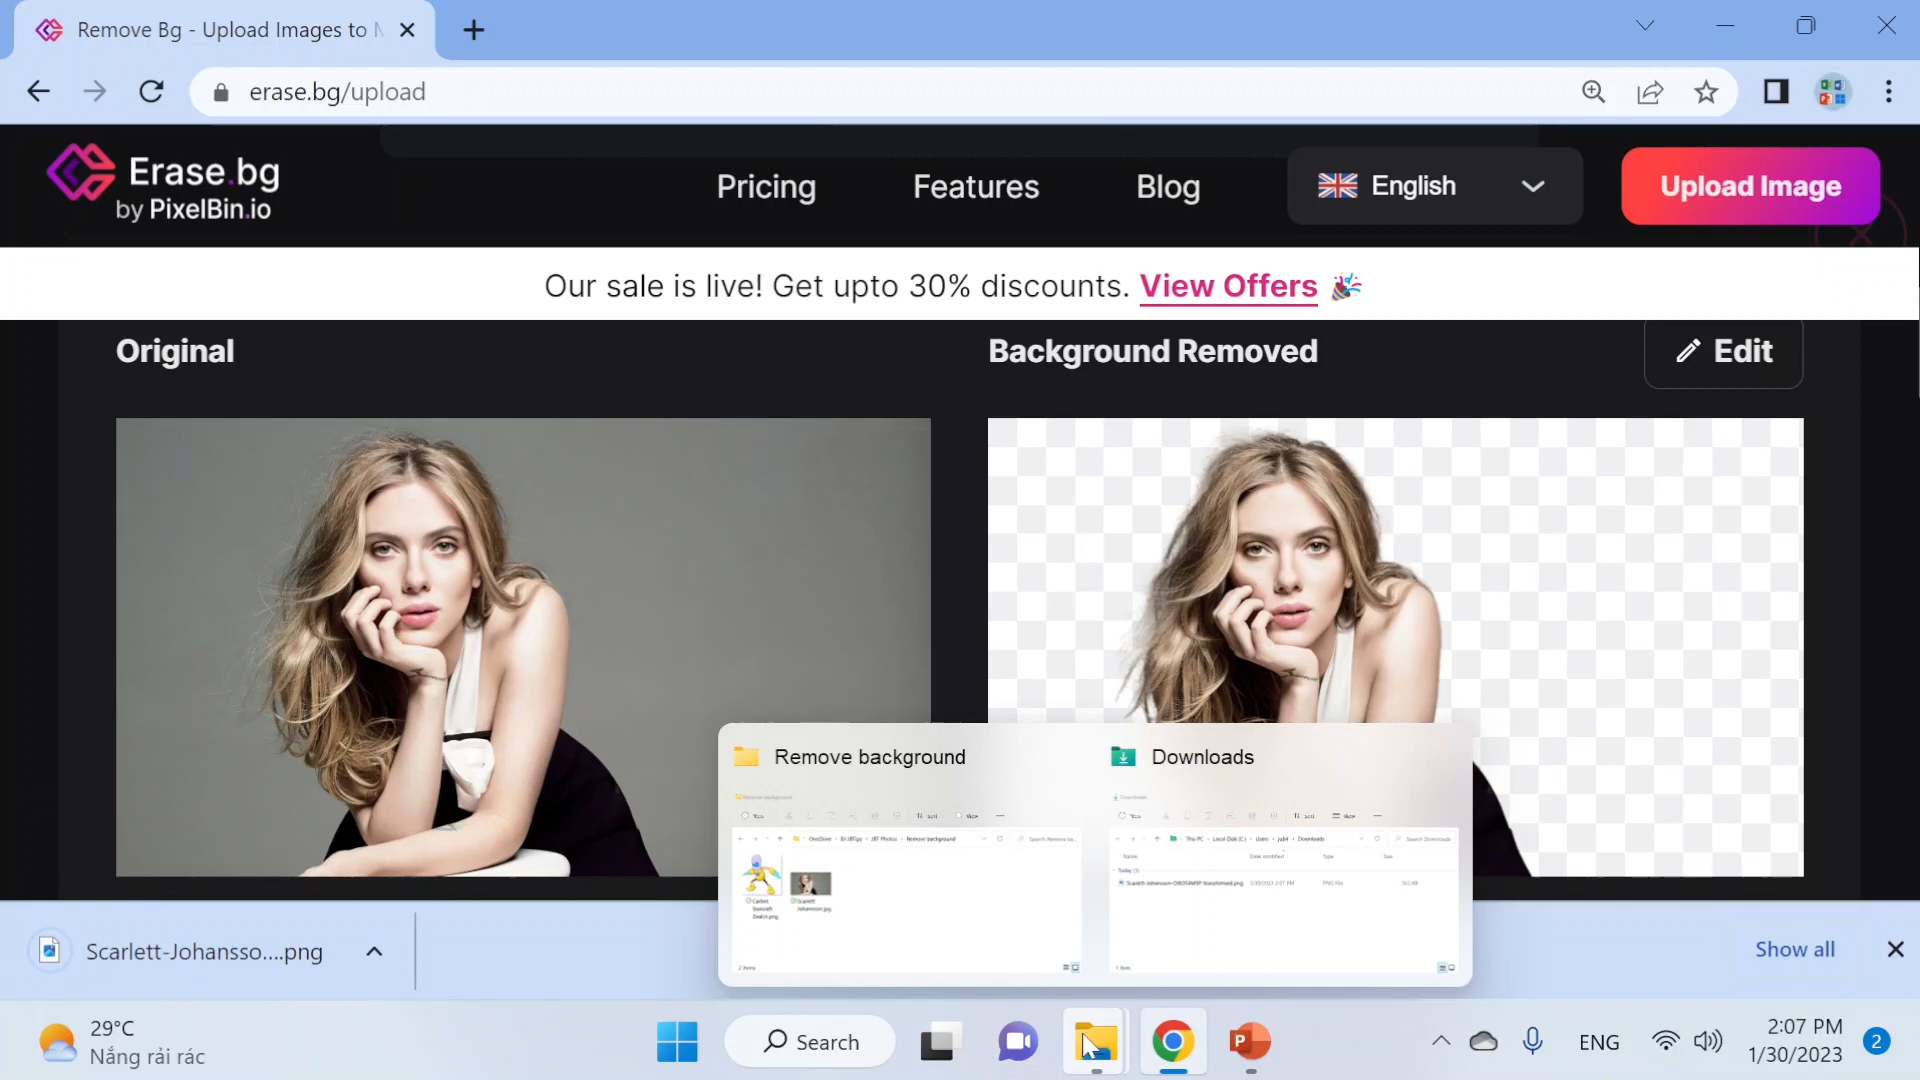 Remove Bg - Upload Images to M
erase.bg/upload
Erase.bg
by PixelBin.io
Pricing
Features
Blog
English
Upload Image
Our sale is live! Get upto 30% discounts. View Offers
Original
Background Removed
Edit
Remove background
Downloads
Scarlett-Johansso....png
Show all
29°C
Nắng rải rác
Search
ENG
2:07 PM
1/30/2023
2